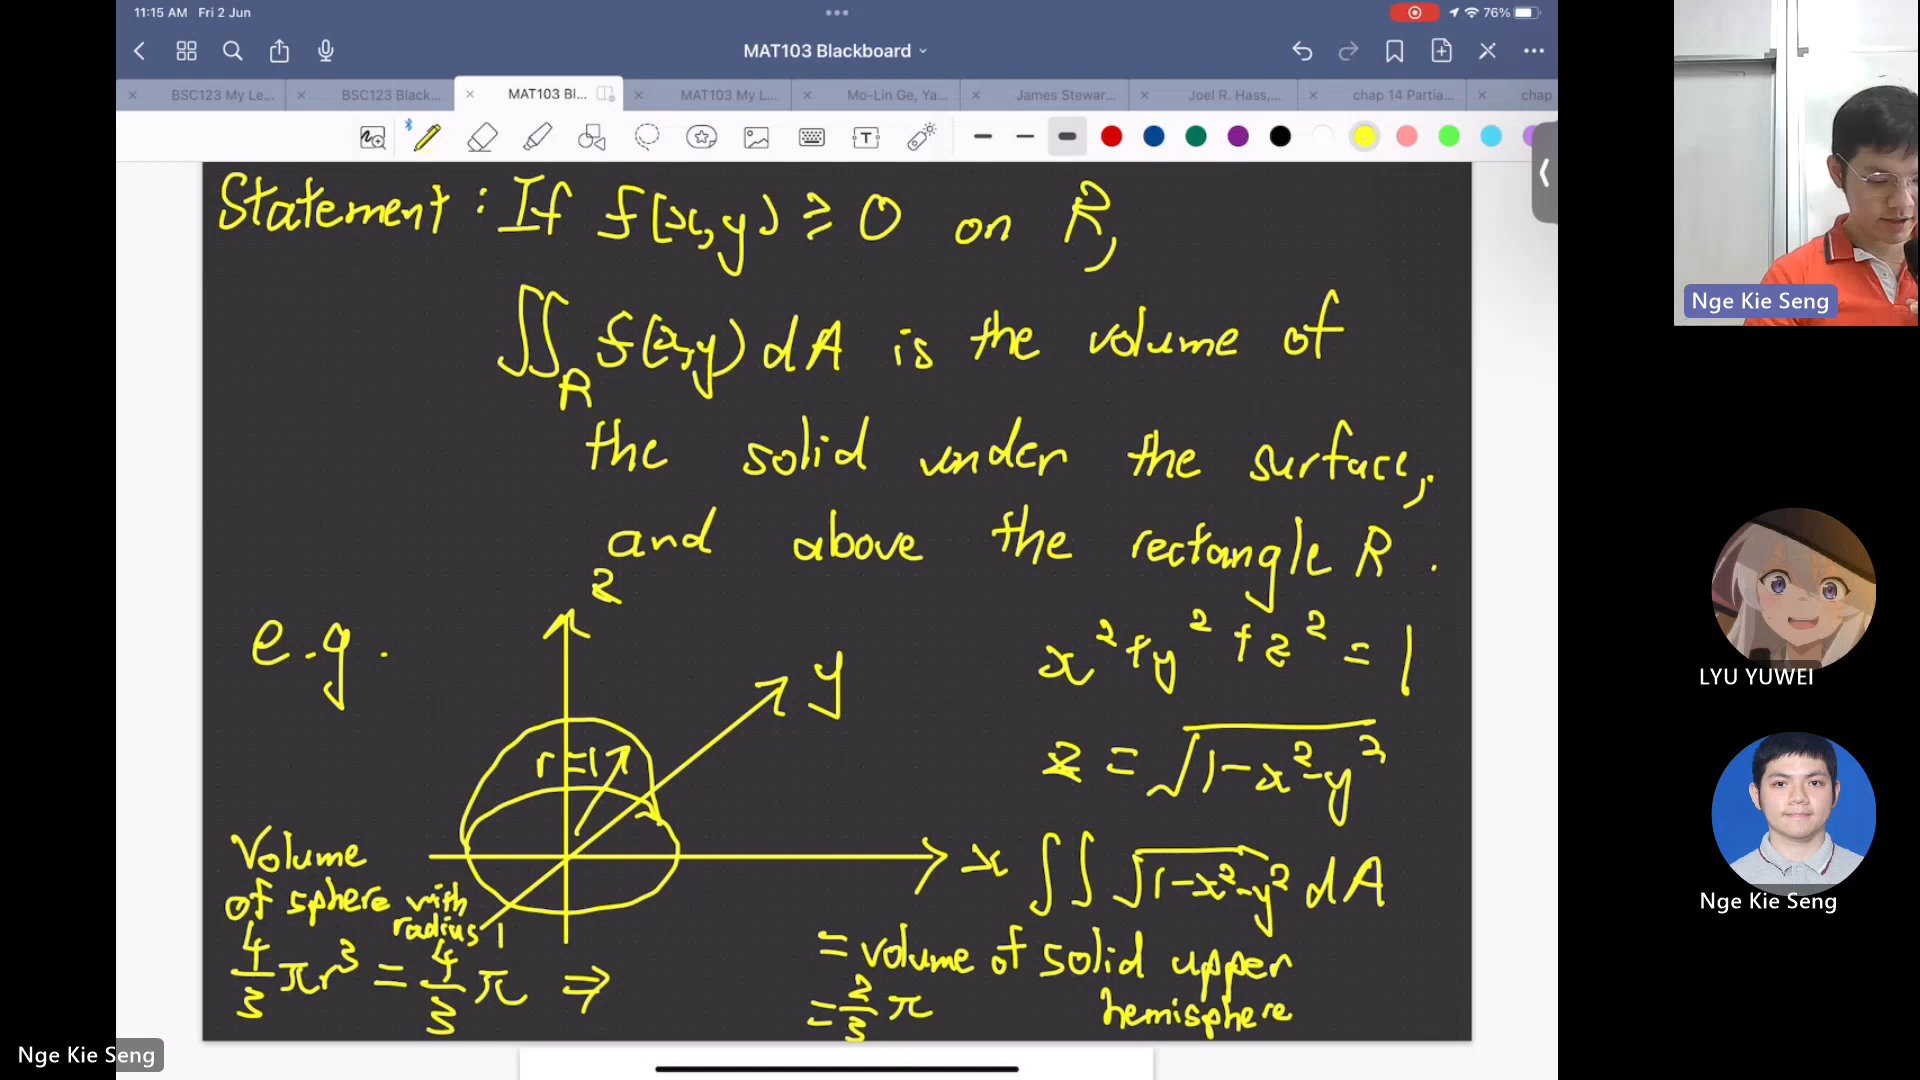 11:15 AM Fri 2 Jun
76%
MAT103 Blackboard
BSC123 My Le...
BSC123 Black...
MAT103 Bl...
MAT103 My L...
Mo-Lin Ge, Ya...
James Stewar...
Joel R. Hass,...
chap 14 Partia...
chap
Statement : If f(x,y) ≥ 0 on R,
∬_R f(x,y) dA is the volume of
the solid under the surface,
and above the rectangle R.
e.g.
z
y
x
r=1
x²+y²+z²=1
z = √(1-x²-y²)
Volume
of sphere with
radius 1
4/3 πr³ = 4/3 π ⇒
∬ √(1-x²-y²) dA
= volume of solid upper
hemisphere
= 2/3 π
Nge Kie Seng
LYU YUWEI
Nge Kie Seng
Nge Kie Seng